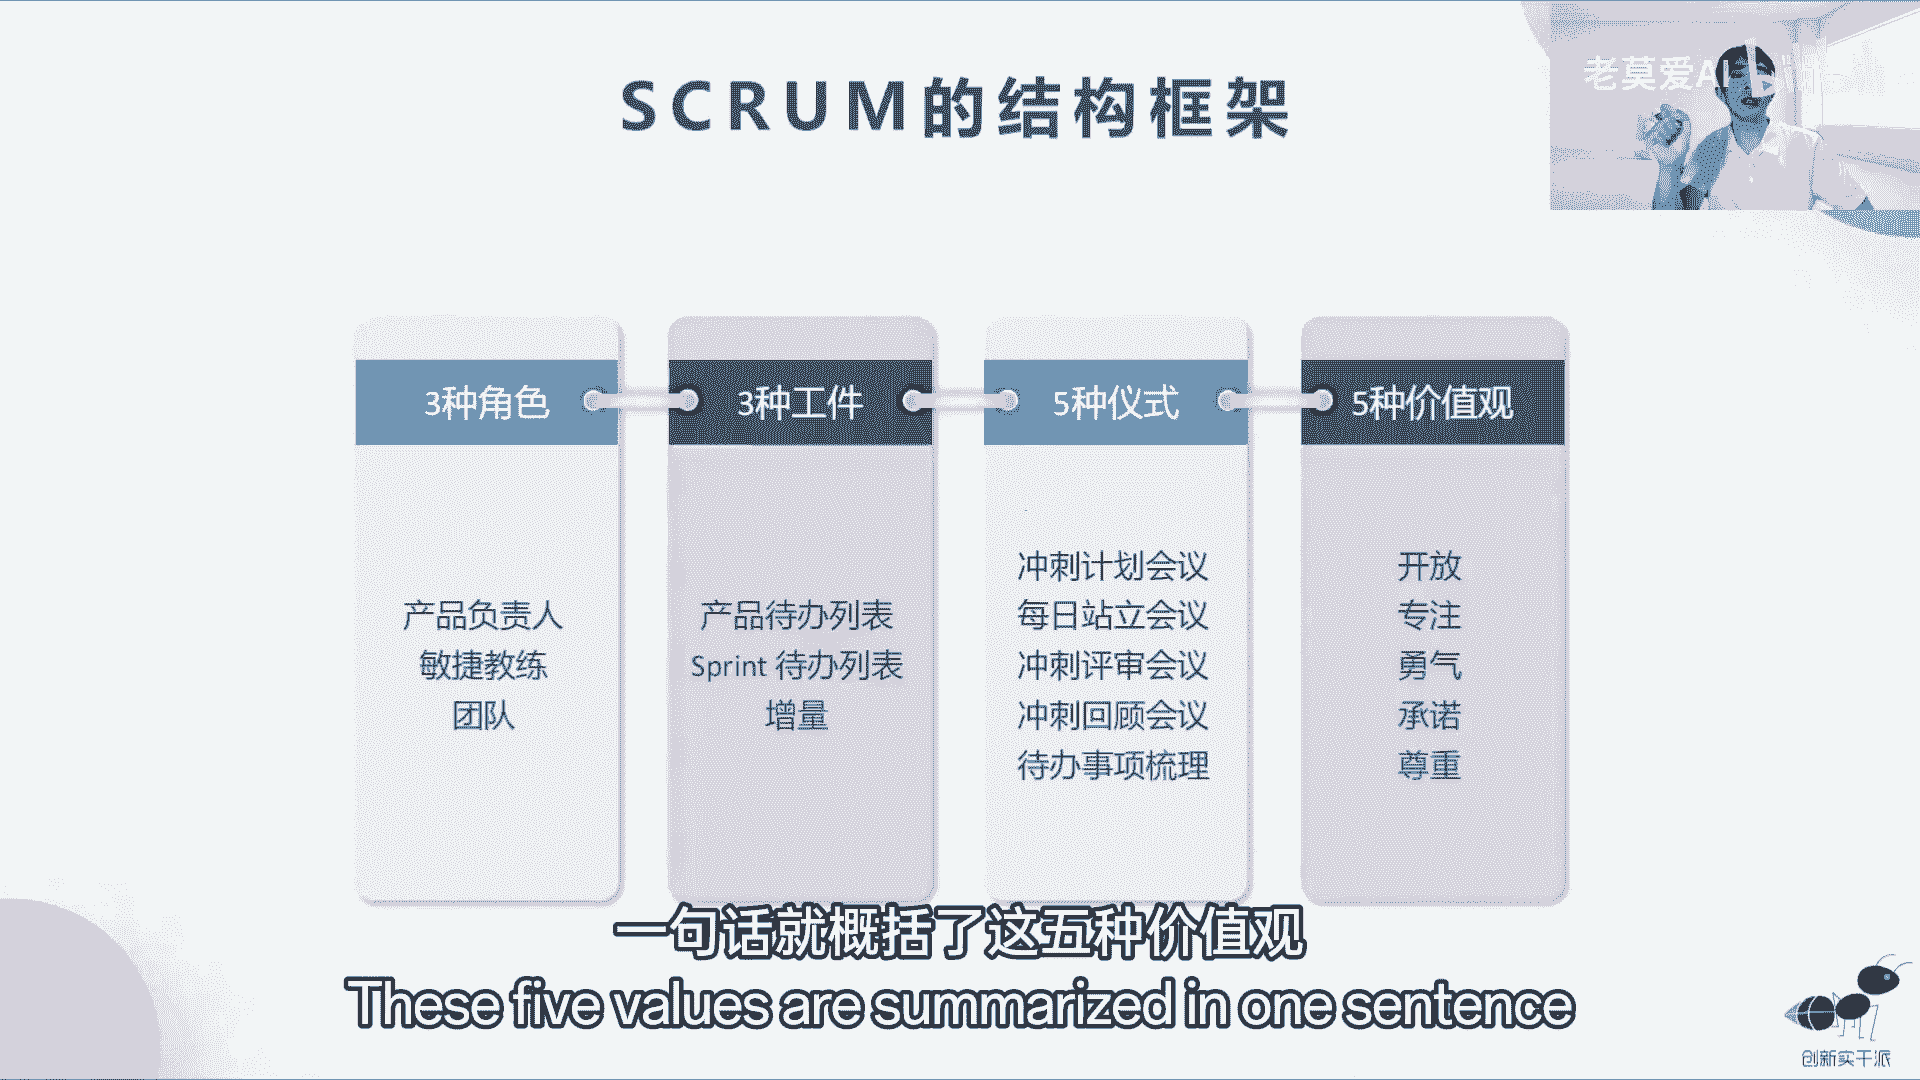 SCRUM的结构框架
老莫爱AI
3种角色
产品负责人
敏捷教练
团队
3种工件
产品待办列表
Sprint 待办列表
增量
5种仪式
冲刺计划会议
每日站立会议
冲刺评审会议
冲刺回顾会议
待办事项梳理
5种价值观
开放
专注
勇气
承诺
尊重
一句话就概括了这五种价值观
These five values are summarized in one sentence
创新实干派